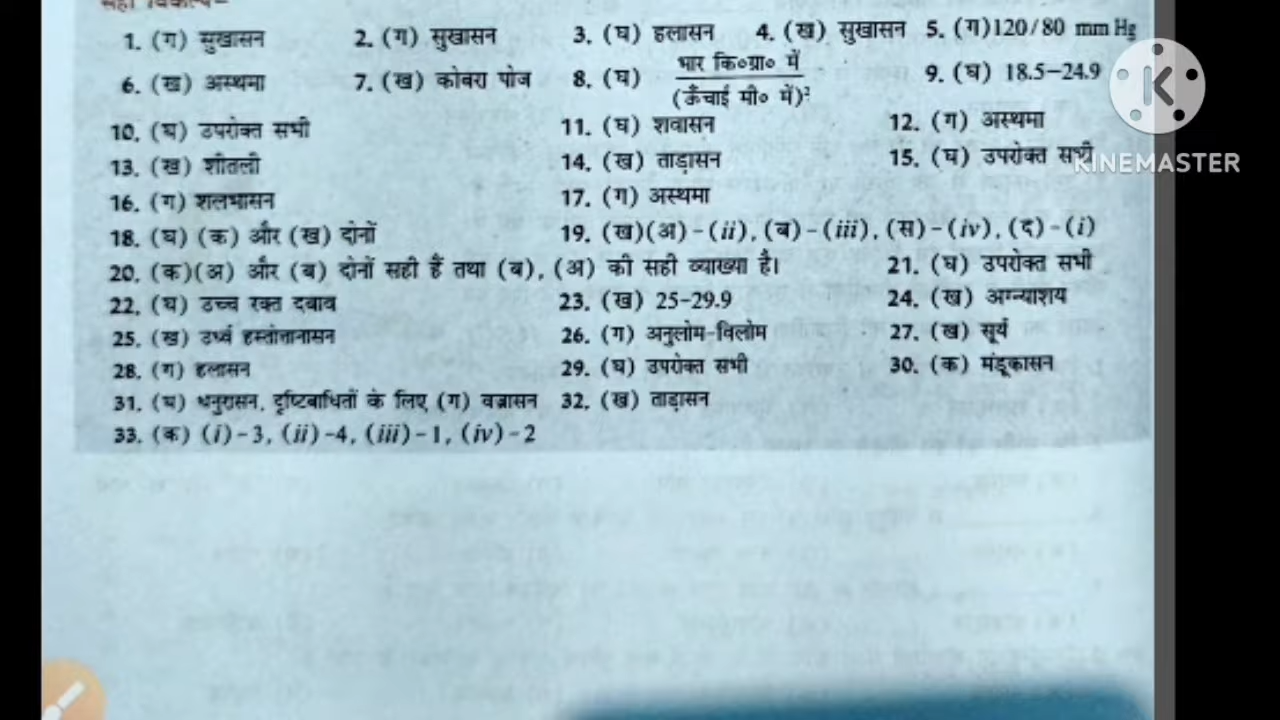 सही विकल्प–
1. (ग) सुखासन 2. (ग) सुखासन 3. (घ) हलासन 4. (ख) सुखासन 5. (ग)120/80 mm Hg
6. (ख) अस्थमा 7. (ख) कोबरा पोज 8. (घ) भार कि०ग्रा० में / (ऊँचाई मी० में)² 9. (घ) 18.5-24.9
10. (घ) उपरोक्त सभी 11. (घ) शवासन 12. (ग) अस्थमा
13. (ख) शीतली 14. (ख) ताड़ासन 15. (घ) उपरोक्त सभी
KINEMASTER
16. (ग) शलभासन 17. (ग) अस्थमा
18. (घ) (क) और (ख) दोनों 19. (ख)(अ)-(ii), (ब)-(iii), (स)-(iv), (द)-(i)
20. (क)(अ) और (ब) दोनों सही हैं तथा (ब), (अ) की सही व्याख्या है। 21. (घ) उपरोक्त सभी
22. (घ) उच्च रक्त दबाव 23. (ख) 25-29.9 24. (ख) अग्न्याशय
25. (ख) उर्ध्व हस्तोत्तानासन 26. (ग) अनुलोम-विलोम 27. (ख) सूर्य
28. (ग) हलासन 29. (घ) उपरोक्त सभी 30. (क) मंडूकासन
31. (घ) धनुरासन, दृष्टिबाधितों के लिए (ग) वज्रासन 32. (ख) ताड़ासन
33. (क) (i)-3, (ii)-4, (iii)-1, (iv)-2